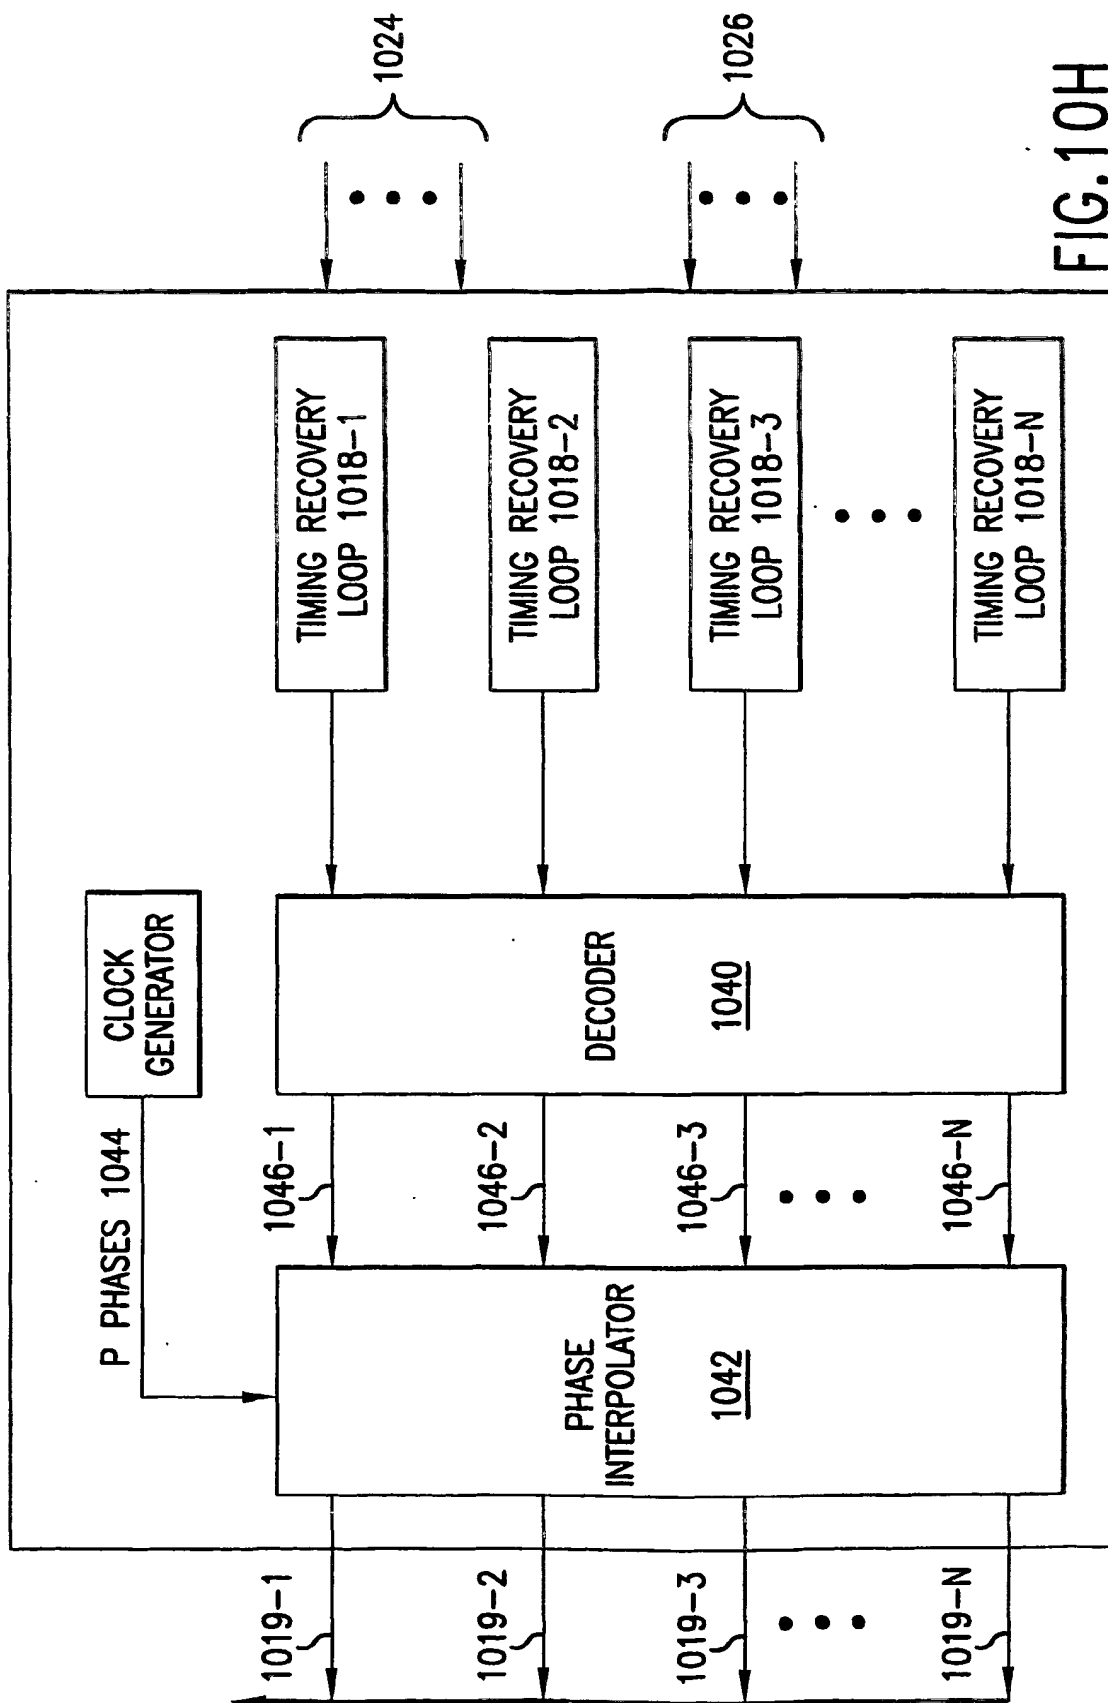 1024
1026
TIMING RECOVERY
LOOP 1018-1
TIMING RECOVERY
LOOP 1018-2
TIMING RECOVERY
LOOP 1018-3
TIMING RECOVERY
LOOP 1018-N
CLOCK
GENERATOR
DECODER
1040
P PHASES 1044
1046-1
1046-2
1046-3
1046-N
PHASE
INTERPOLATOR
1042
1019-1
1019-2
1019-3
1019-N
FIG.10H